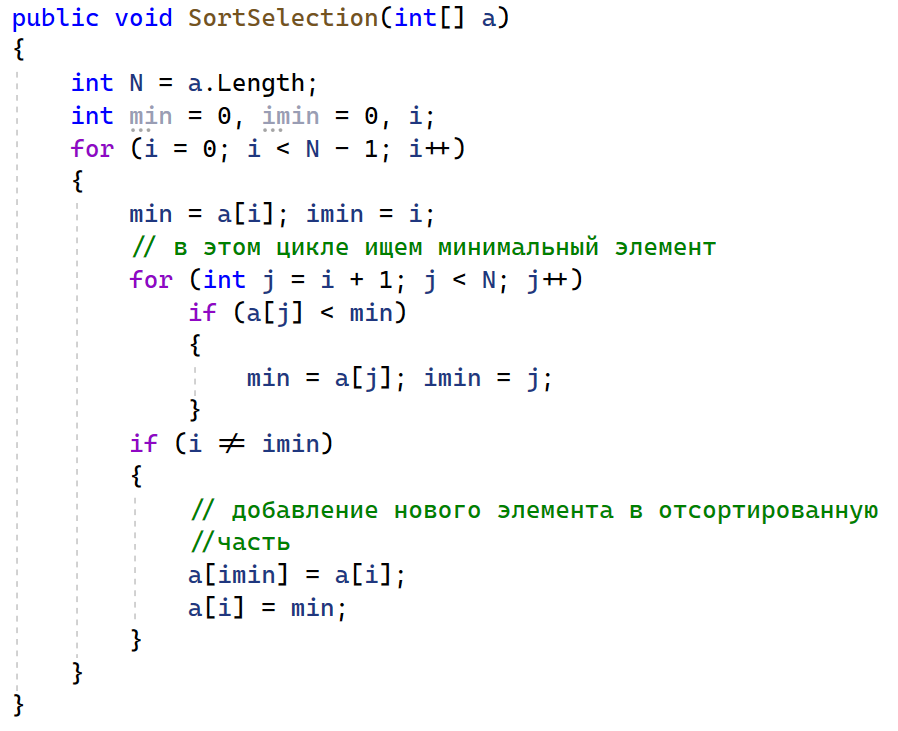 public void SortSelection(int[] a)
{
    int N = a.Length;
    int min = 0, imin = 0, i;
    for (i = 0; i < N - 1; i++)
    {
        min = a[i]; imin = i;
        // в этом цикле ищем минимальный элемент
        for (int j = i + 1; j < N; j++)
            if (a[j] < min)
            {
                min = a[j]; imin = j;
            }
        if (i != imin)
        {
            // добавление нового элемента в отсортированную
            //часть
            a[imin] = a[i];
            a[i] = min;
        }
    }
}